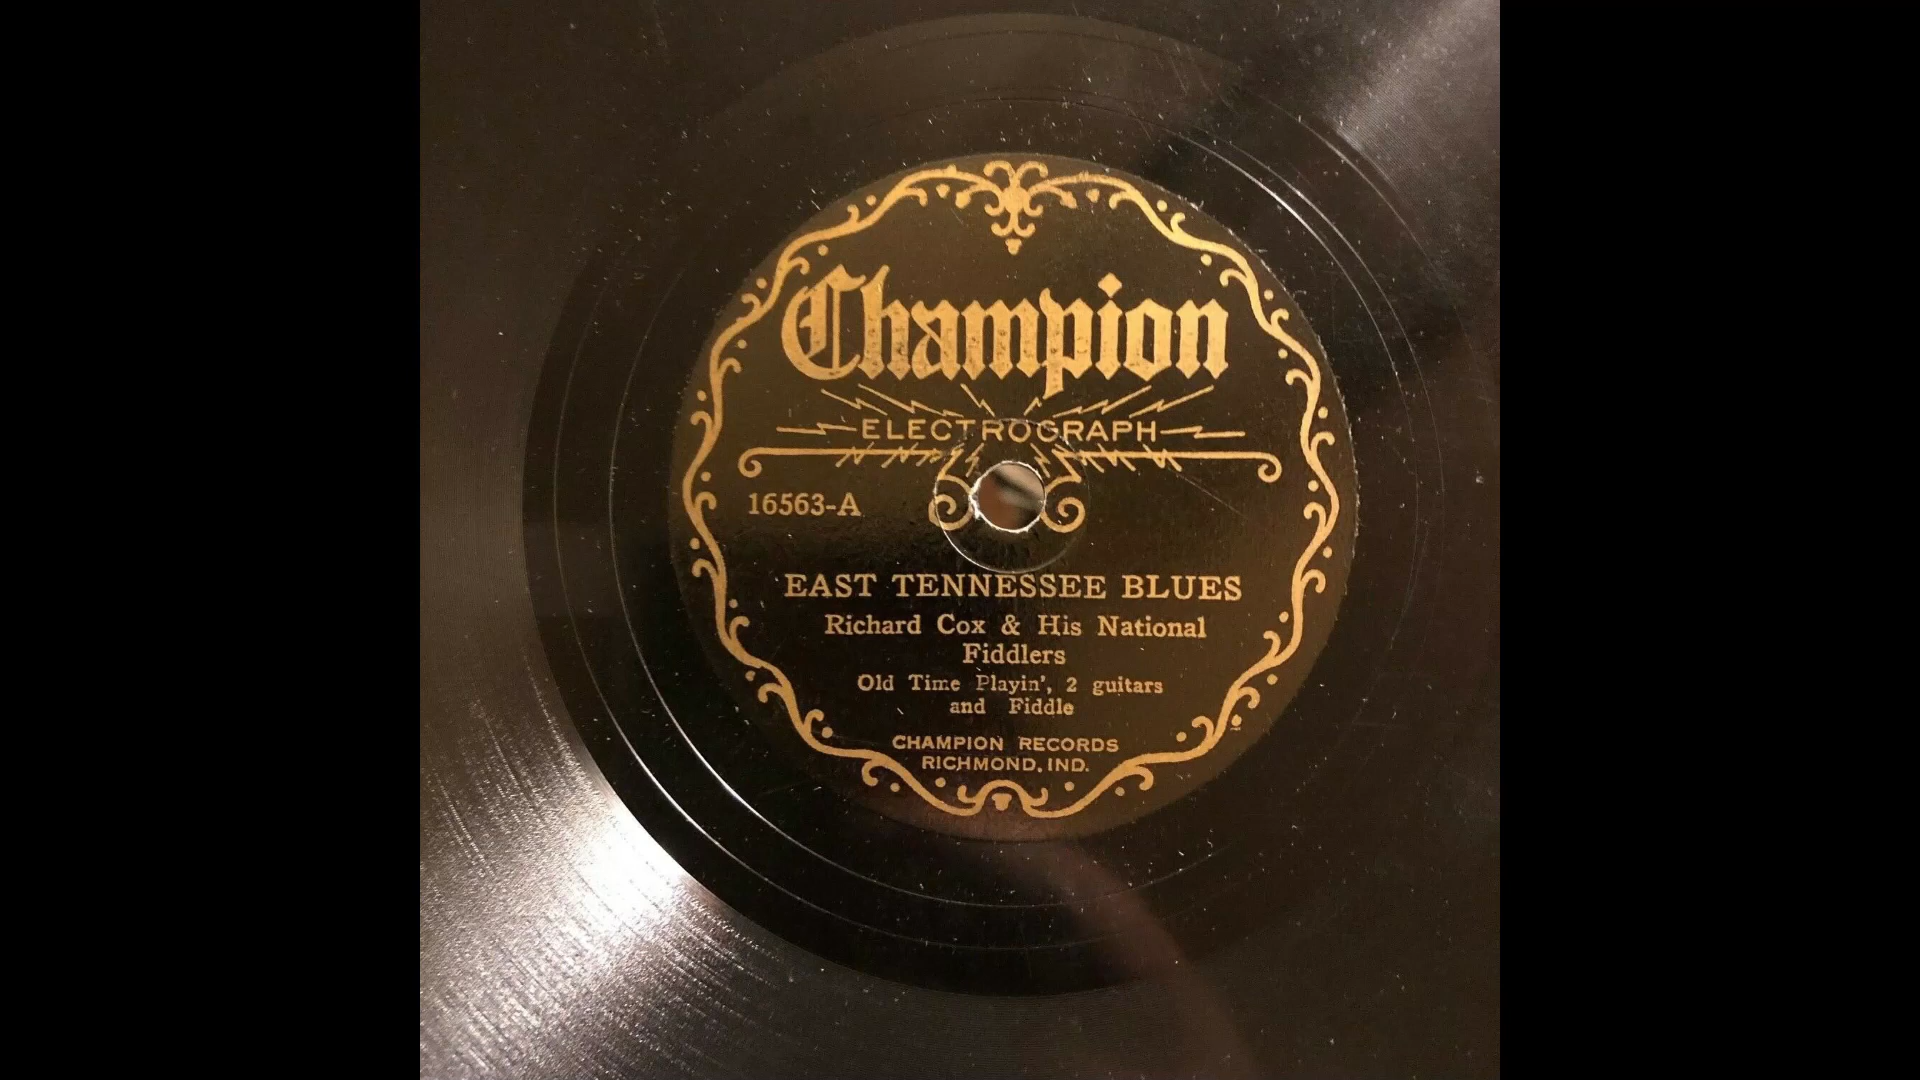 Champion
ELECTROGRAPH
16563-A
EAST TENNESSEE BLUES
Richard Cox & His National
Fiddlers
Old Time Playin', 2 guitars
and Fiddle
CHAMPION RECORDS
RICHMOND, IND.